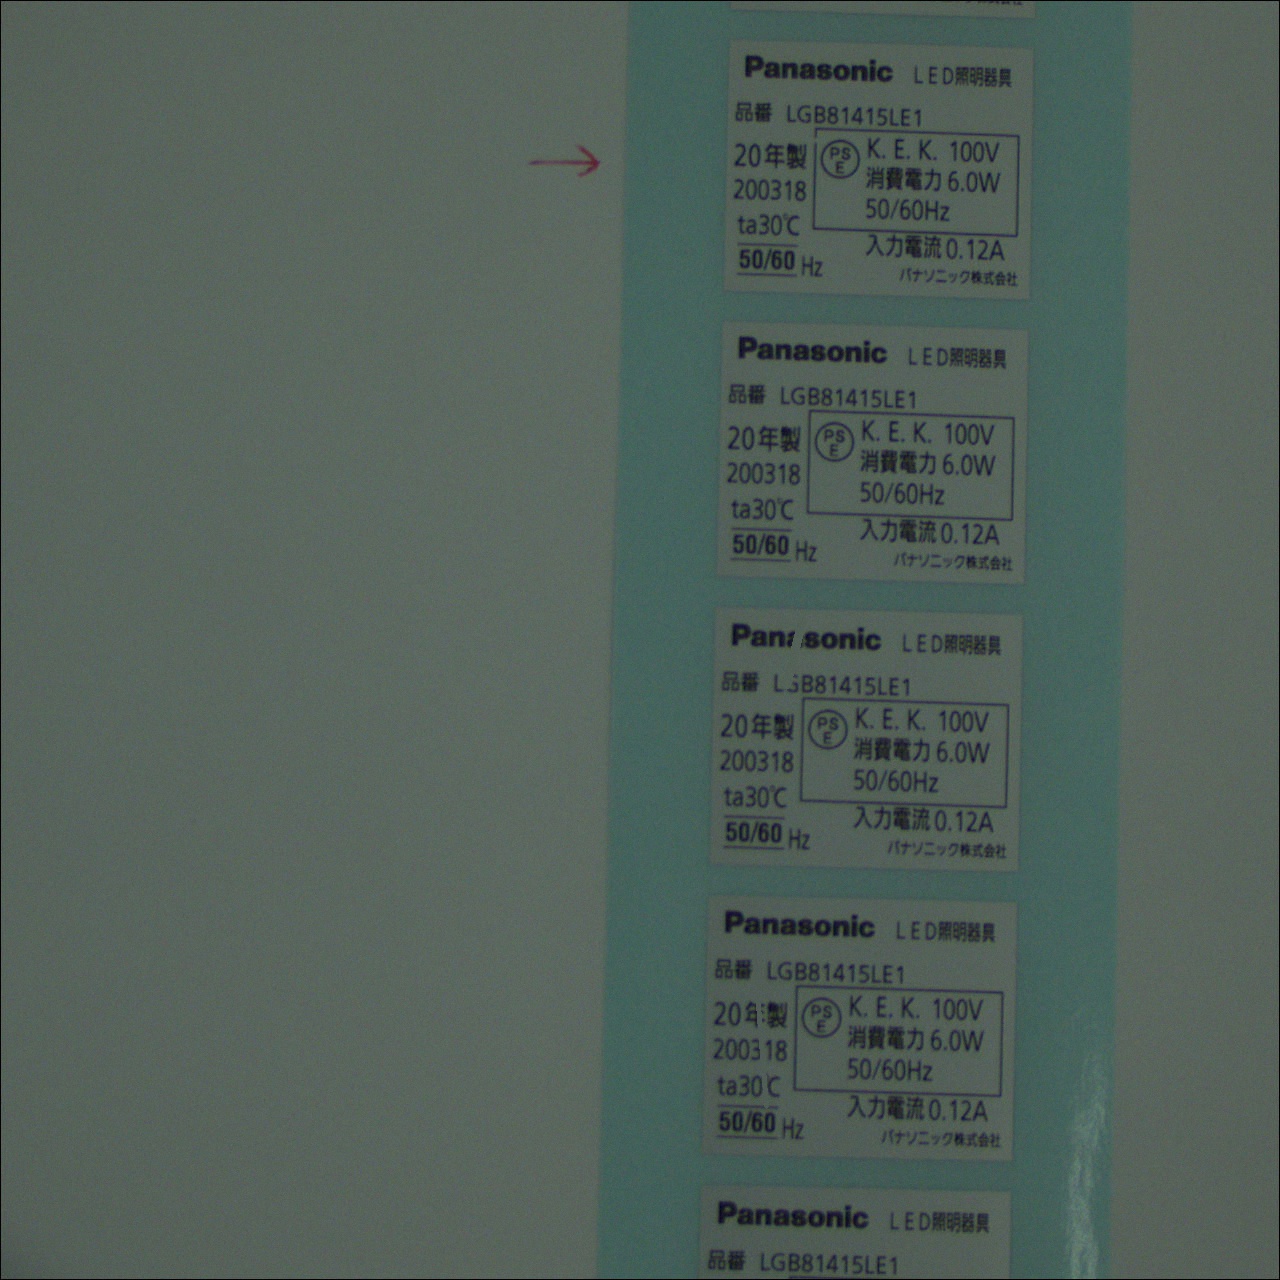 Panasonic LED照明器具
品番 LGB81415LE1
20年製 PSE K. E. K. 100V
200318 消費電力 6.0W
50/60Hz
ta30℃
入力電流 0.12A
50/60 Hz
パナソニック株式会社
Panasonic LED照明器具
品番 LGB81415LE1
20年製 PSE K. E. K. 100V
200318 消費電力 6.0W
50/60Hz
ta30℃
入力電流 0.12A
50/60 Hz
パナソニック株式会社
Panasonic LED照明器具
品番 LGB81415LE1
20年製 PSE K. E. K. 100V
200318 消費電力 6.0W
50/60Hz
ta30℃
入力電流 0.12A
50/60 Hz
パナソニック株式会社
Panasonic LED照明器具
品番 LGB81415LE1
20年製 PSE K. E. K. 100V
200318 消費電力 6.0W
50/60Hz
ta30℃
入力電流 0.12A
50/60 Hz
パナソニック株式会社
Panasonic LED照明器具
品番 LGB81415LE1